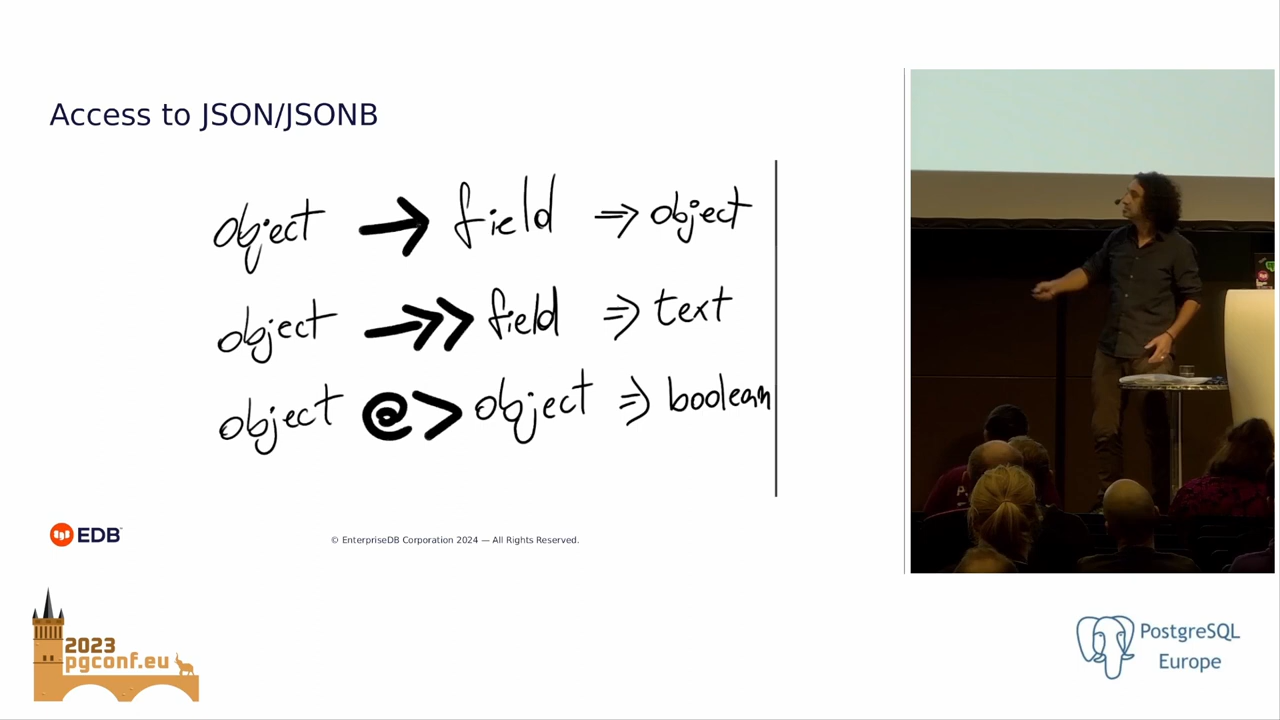 Access to JSON/JSONB
object → field ⇒ object
object →>> field ⇒ text
object @> object ⇒ boolean
EDB™
© EnterpriseDB Corporation 2024 — All Rights Reserved.
2023
pgconf.eu
PostgreSQL
Europe